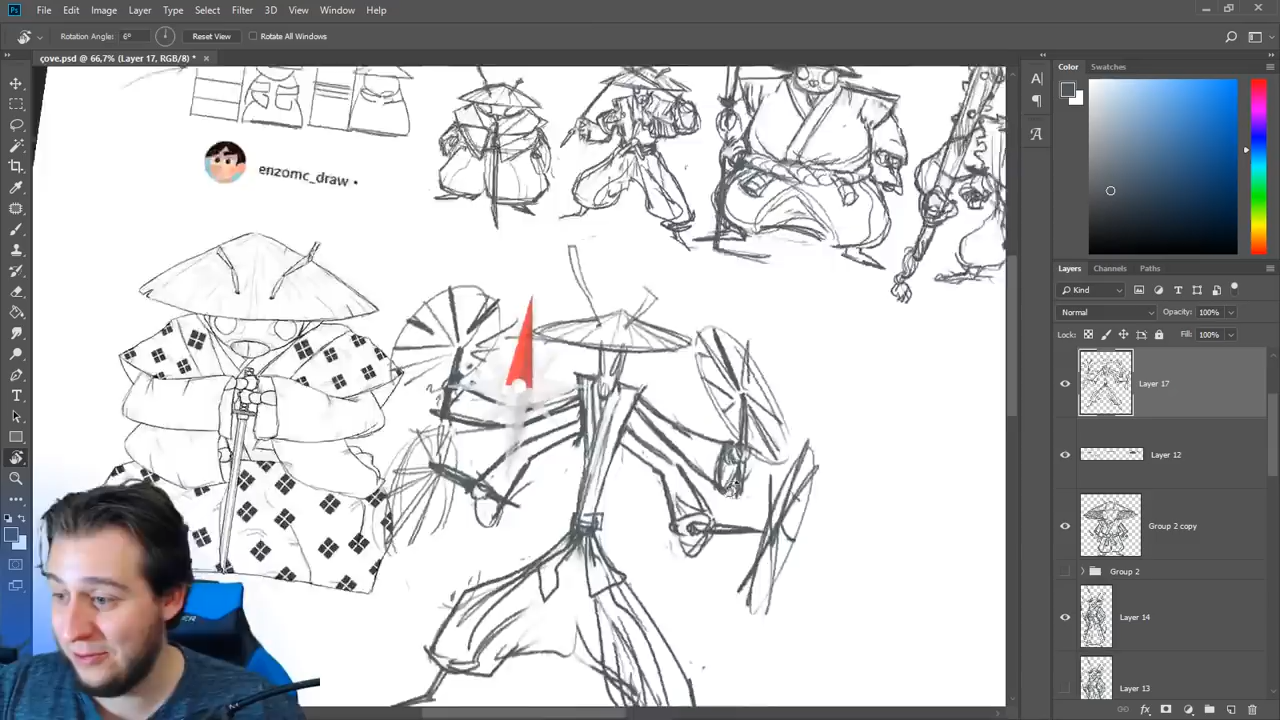 Ps File Edit Image Layer Type Select Filter 3D View Window Help
Rotation Angle: 6° Reset View Rotate All Windows
çove.psd @ 66,7% (Layer 17, RGB/8) * ×
Color Swatches
enzomc_draw •
Layers Channels Paths
Kind
Normal Opacity: 100%
Lock: Fill: 100%
Layer 17
Layer 12
Group 2 copy
Group 2
Layer 14
Layer 13